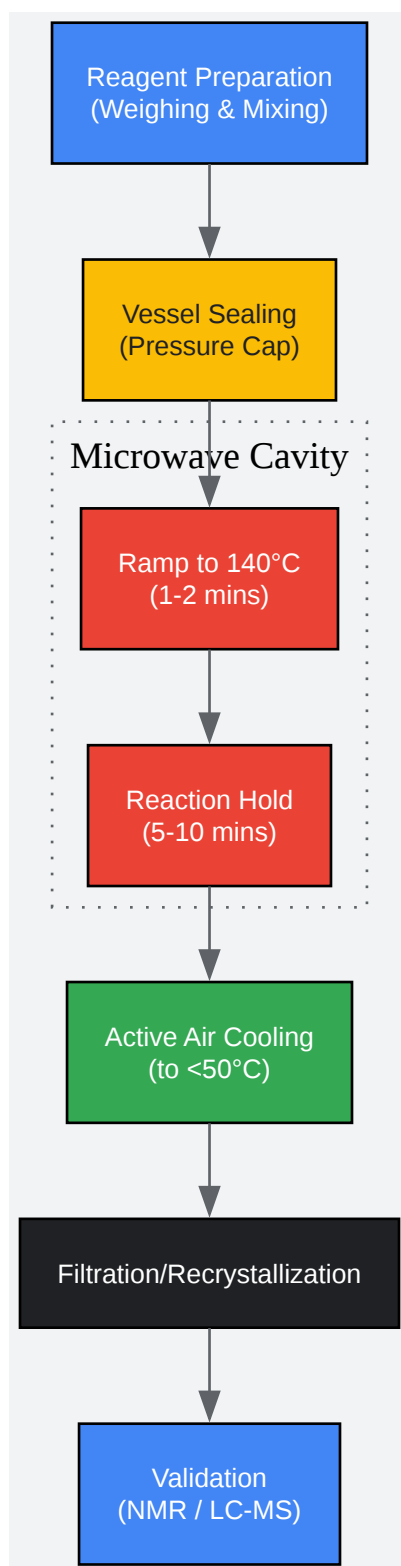 Reagent Preparation
(Weighing & Mixing)
Vessel Sealing
(Pressure Cap)
Microwave Cavity
Ramp to 140°C
(1-2 mins)
Reaction Hold
(5-10 mins)
Active Air Cooling
(to <50°C)
Filtration/Recrystallization
Validation
(NMR / LC-MS)